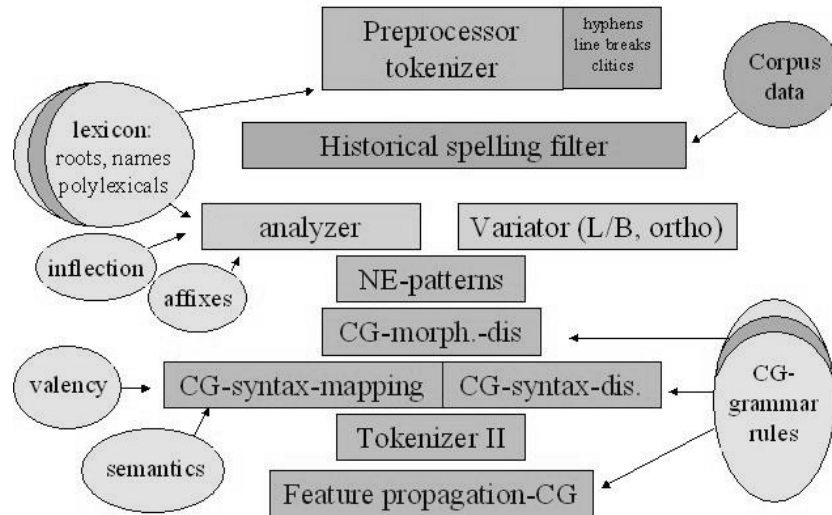 Preprocessor
tokenizer
hyphens
line breaks
clitics
Corpus
data
lexicon:
roots, names
polylexicals
Historical spelling filter
analyzer
Variator (L/B, ortho)
inflection
affixes
NE-patterns
CG-morph.-dis
valency
CG-syntax-mapping
CG-syntax-dis.
CG-
grammar
rules
semantics
Tokenizer II
Feature propagation-CG